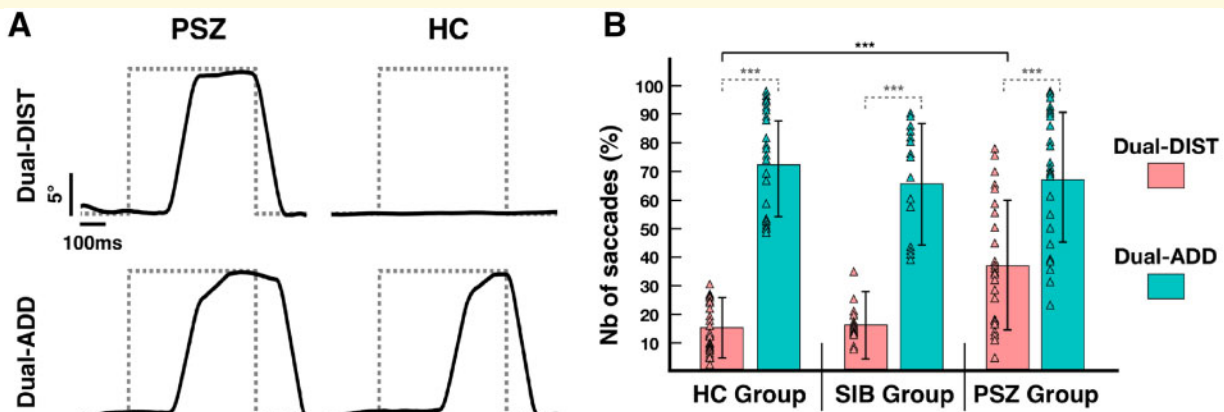 A
PSZ
HC
Dual-DIST
5°
100ms
Dual-ADD
B
***
***
***
***
Nb of saccades (%)
100
90
80
70
60
50
40
30
20
10
HC Group
SIB Group
PSZ Group
Dual-DIST
Dual-ADD